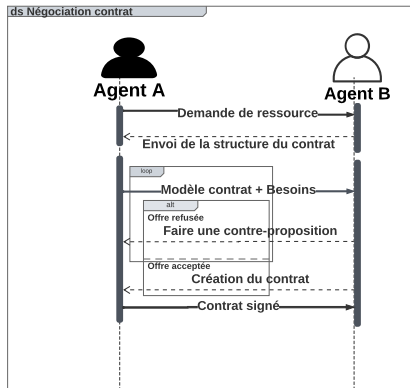 ds Négociation contrat
Agent A
Agent B
Demande de ressource
Envoi de la structure du contrat
loop
Modèle contrat + Besoins
alt
Offre refusée
Faire une contre-proposition
Offre acceptée
Création du contrat
Contrat signé